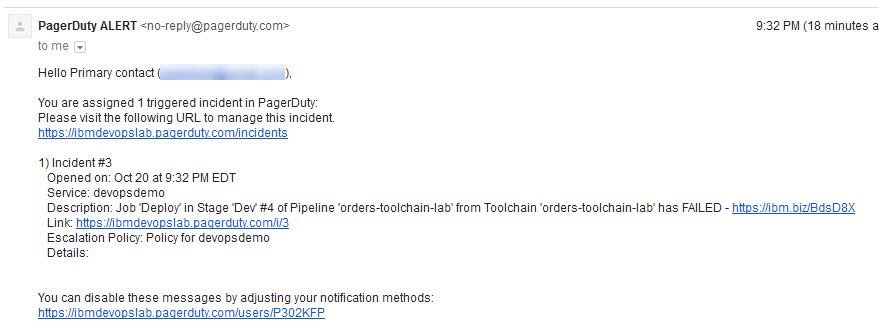 PagerDuty ALERT <no-reply@pagerduty.com> 9:32 PM (18 minutes a
to me
Hello Primary contact (),
You are assigned 1 triggered incident in PagerDuty:
Please visit the following URL to manage this incident.
https://ibmdevopslab.pagerduty.com/incidents
1) Incident #3
Opened on: Oct 20 at 9:32 PM EDT
Service: devopsdemo
Description: Job 'Deploy' in Stage 'Dev' #4 of Pipeline 'orders-toolchain-lab' from Toolchain 'orders-toolchain-lab' has FAILED - https://ibm.biz/BdsD8X
Link: https://ibmdevopslab.pagerduty.com/i/3
Escalation Policy: Policy for devopsdemo
Details:
You can disable these messages by adjusting your notification methods:
https://ibmdevopslab.pagerduty.com/users/P302KFP